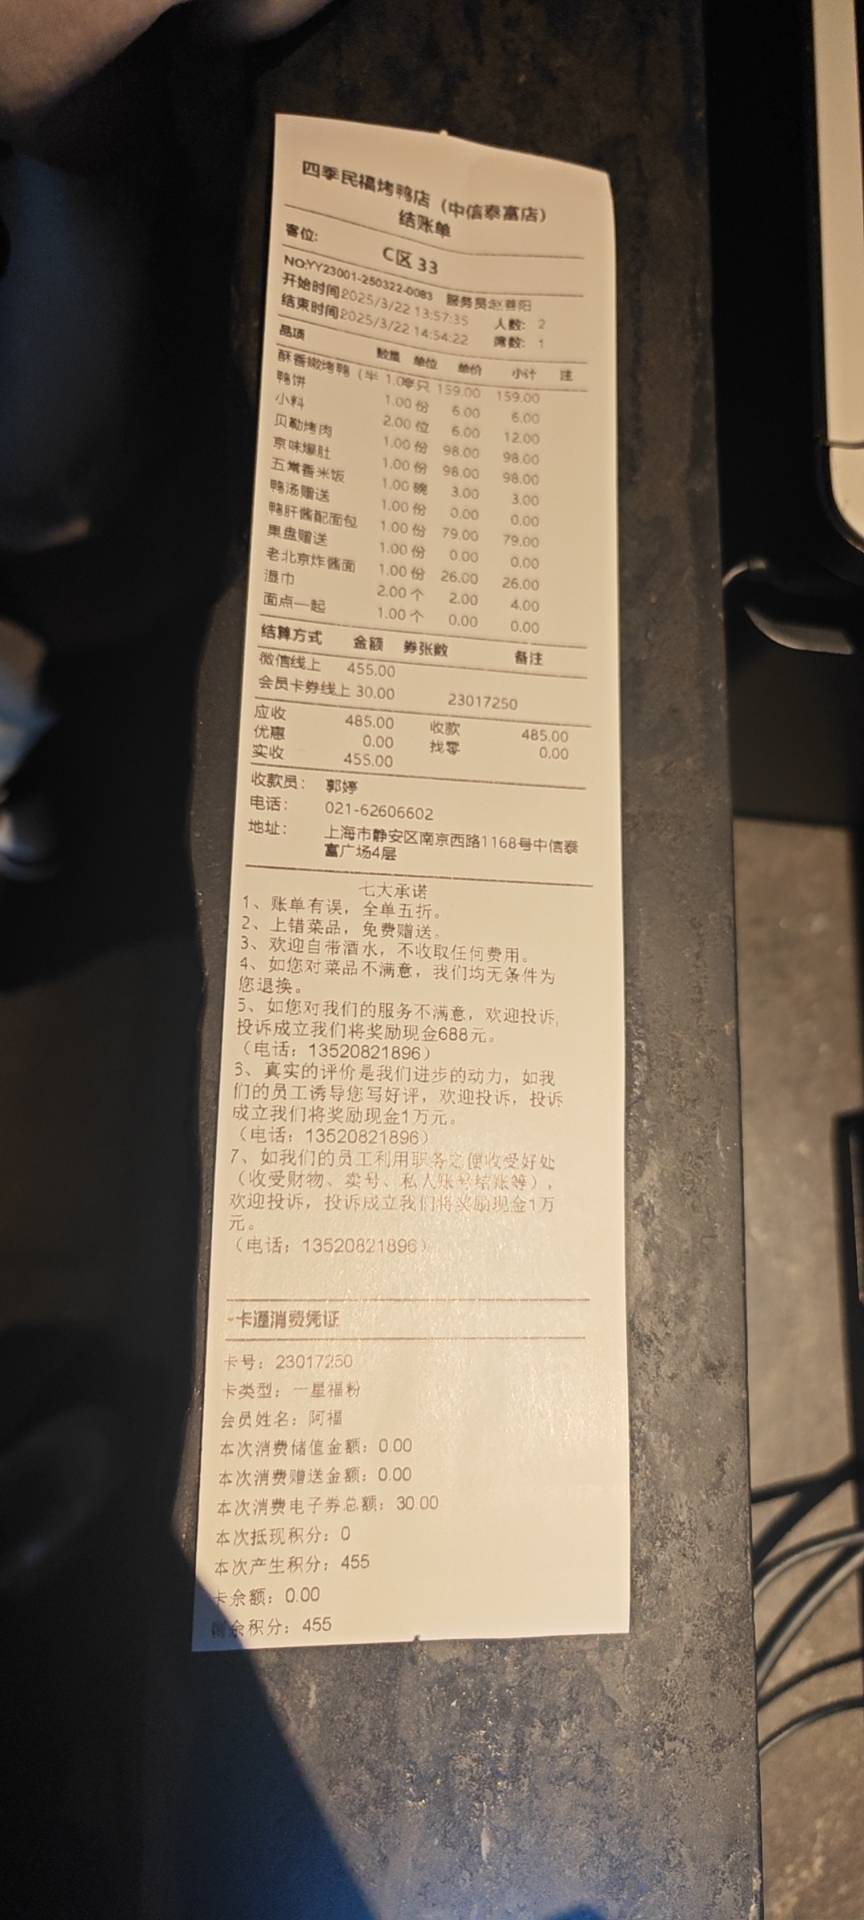 四季民福烤鸭店（中信泰富店）
结账单
客位： C区 33
NO:YY23001-250322-0083 服务员:赵普阳
开始时间2025/3/22 13:57:35 人数: 2
结束时间2025/3/22 14:54:22 席数: 1
品项 数量 单位 单价 小计 注
酥香嫩烤鸭（半 1.00 只 159.00 159.00
鸭饼 1.00 份 6.00 6.00
小料 2.00 位 6.00 12.00
贝勒烤肉 1.00 份 98.00 98.00
京味爆肚 1.00 份 98.00 98.00
五常香米饭 1.00 碗 3.00 3.00
鸭汤赠送 1.00 份 0.00 0.00
鸭肝酱配面包 1.00 份 79.00 79.00
果盘赠送 1.00 份 0.00 0.00
老北京炸酱面 1.00 份 26.00 26.00
湿巾 2.00 个 2.00 4.00
面点一起 1.00 个 0.00 0.00
结算方式 金额 券张数 备注
微信线上 455.00
会员卡券线上 30.00 23017250
应收 485.00 收款 485.00
优惠 0.00 找零 0.00
实收 455.00
收款员： 郭婷
电话： 021-62606602
地址： 上海市静安区南京西路1168号中信泰
富广场4层
七大承诺
1、账单有误，全单五折。
2、上错菜品，免费赠送。
3、欢迎自带酒水，不收取任何费用。
4、如您对菜品不满意，我们均无条件为
您退换。
5、如您对我们的服务不满意，欢迎投诉，
投诉成立我们将奖励现金688元。
（电话：13520821896）
6、真实的评价是我们进步的动力，如我
们的员工诱导您写好评，欢迎投诉，投诉
成立我们将奖励现金1万元。
（电话：13520821896）
7、如我们的员工利用职务之便收受好处
（收受财物、卖号、私人账号结账等），
欢迎投诉，投诉成立我们将奖励现金1万
元。
（电话：13520821896）
一卡通消费凭证
卡号：23017250
卡类型：一星福粉
会员姓名：阿福
本次消费储值金额：0.00
本次消费赠送金额：0.00
本次消费电子券总额：30.00
本次抵现积分：0
本次产生积分：455
卡余额：0.00
剩余积分：455